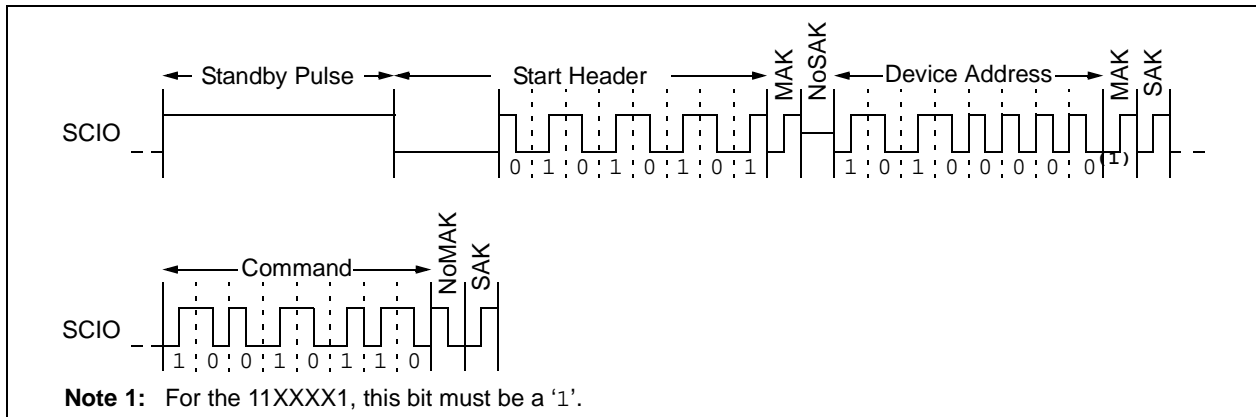 Standby Pulse Start Header MAK NoSAK Device Address MAK SAK
SCIO
0 1 0 1 0 1 0 1 1 0 1 0 0 0 0 0 (1)
Command NoMAK SAK
SCIO
1 0 0 1 0 1 1 0
Note 1: For the 11XXXX1, this bit must be a ‘1’.